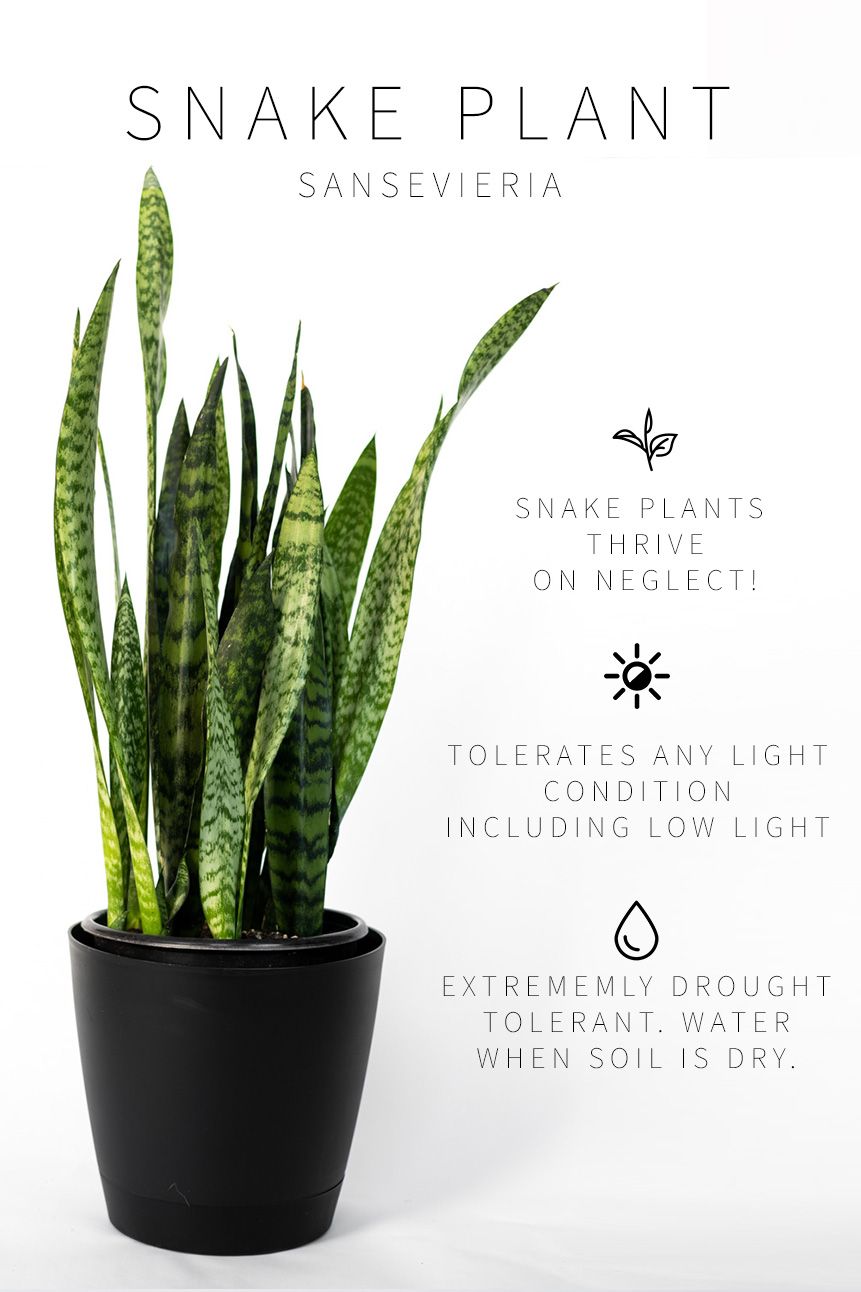 SNAKE PLANT
SANSEVIERIA
SNAKE PLANTS
THRIVE
ON NEGLECT!
TOLERATES ANY LIGHT
CONDITION
INCLUDING LOW LIGHT
EXTREMEMLY DROUGHT
TOLERANT. WATER
WHEN SOIL IS DRY.